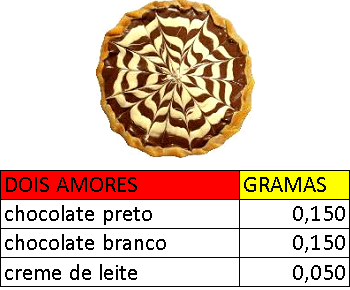 DOIS AMORES GRAMAS
chocolate preto 0,150
chocolate branco 0,150
creme de leite 0,050